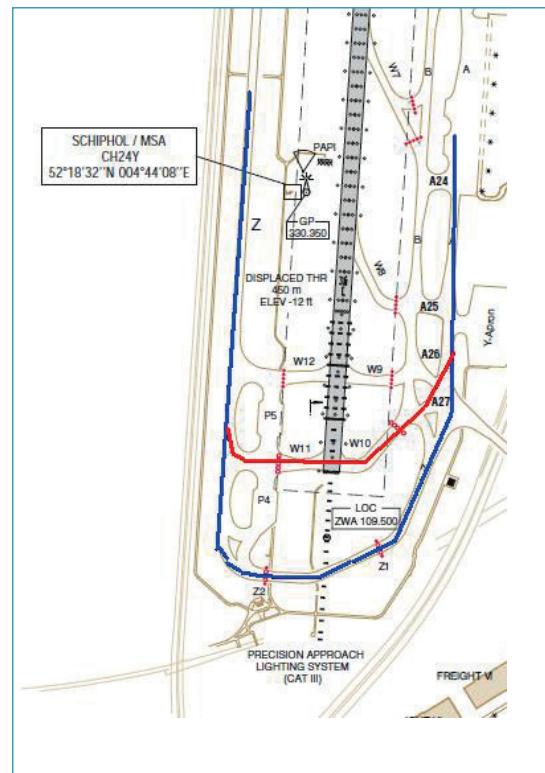 W7
B
A
SCHIPHOL / MSA
CH24Y
52°18'32''N 004°44'08''E
PAPI
A24
GP
330.350
Z
B
A
DISPLACED THR
450 m
ELEV -12 ft
W8
A25
Y-Apron
W12
W9
A26
A27
P5
W11
W10
P4
LOC
ZWA 109.500
Z1
Z2
PRECISION APPROACH
LIGHTING SYSTEM
(CAT III)
FREIGHT VI